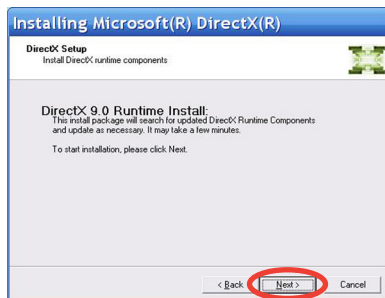 Installing Microsoft(R) DirectX(R)
DirectX Setup
Install DirectX runtime components
DirectX 9.0 Runtime Install:
This install package will search for updated DirectX Runtime Components
and update as necessary. It may take a few minutes.
To start installation, please click Next.
< Back Next > Cancel